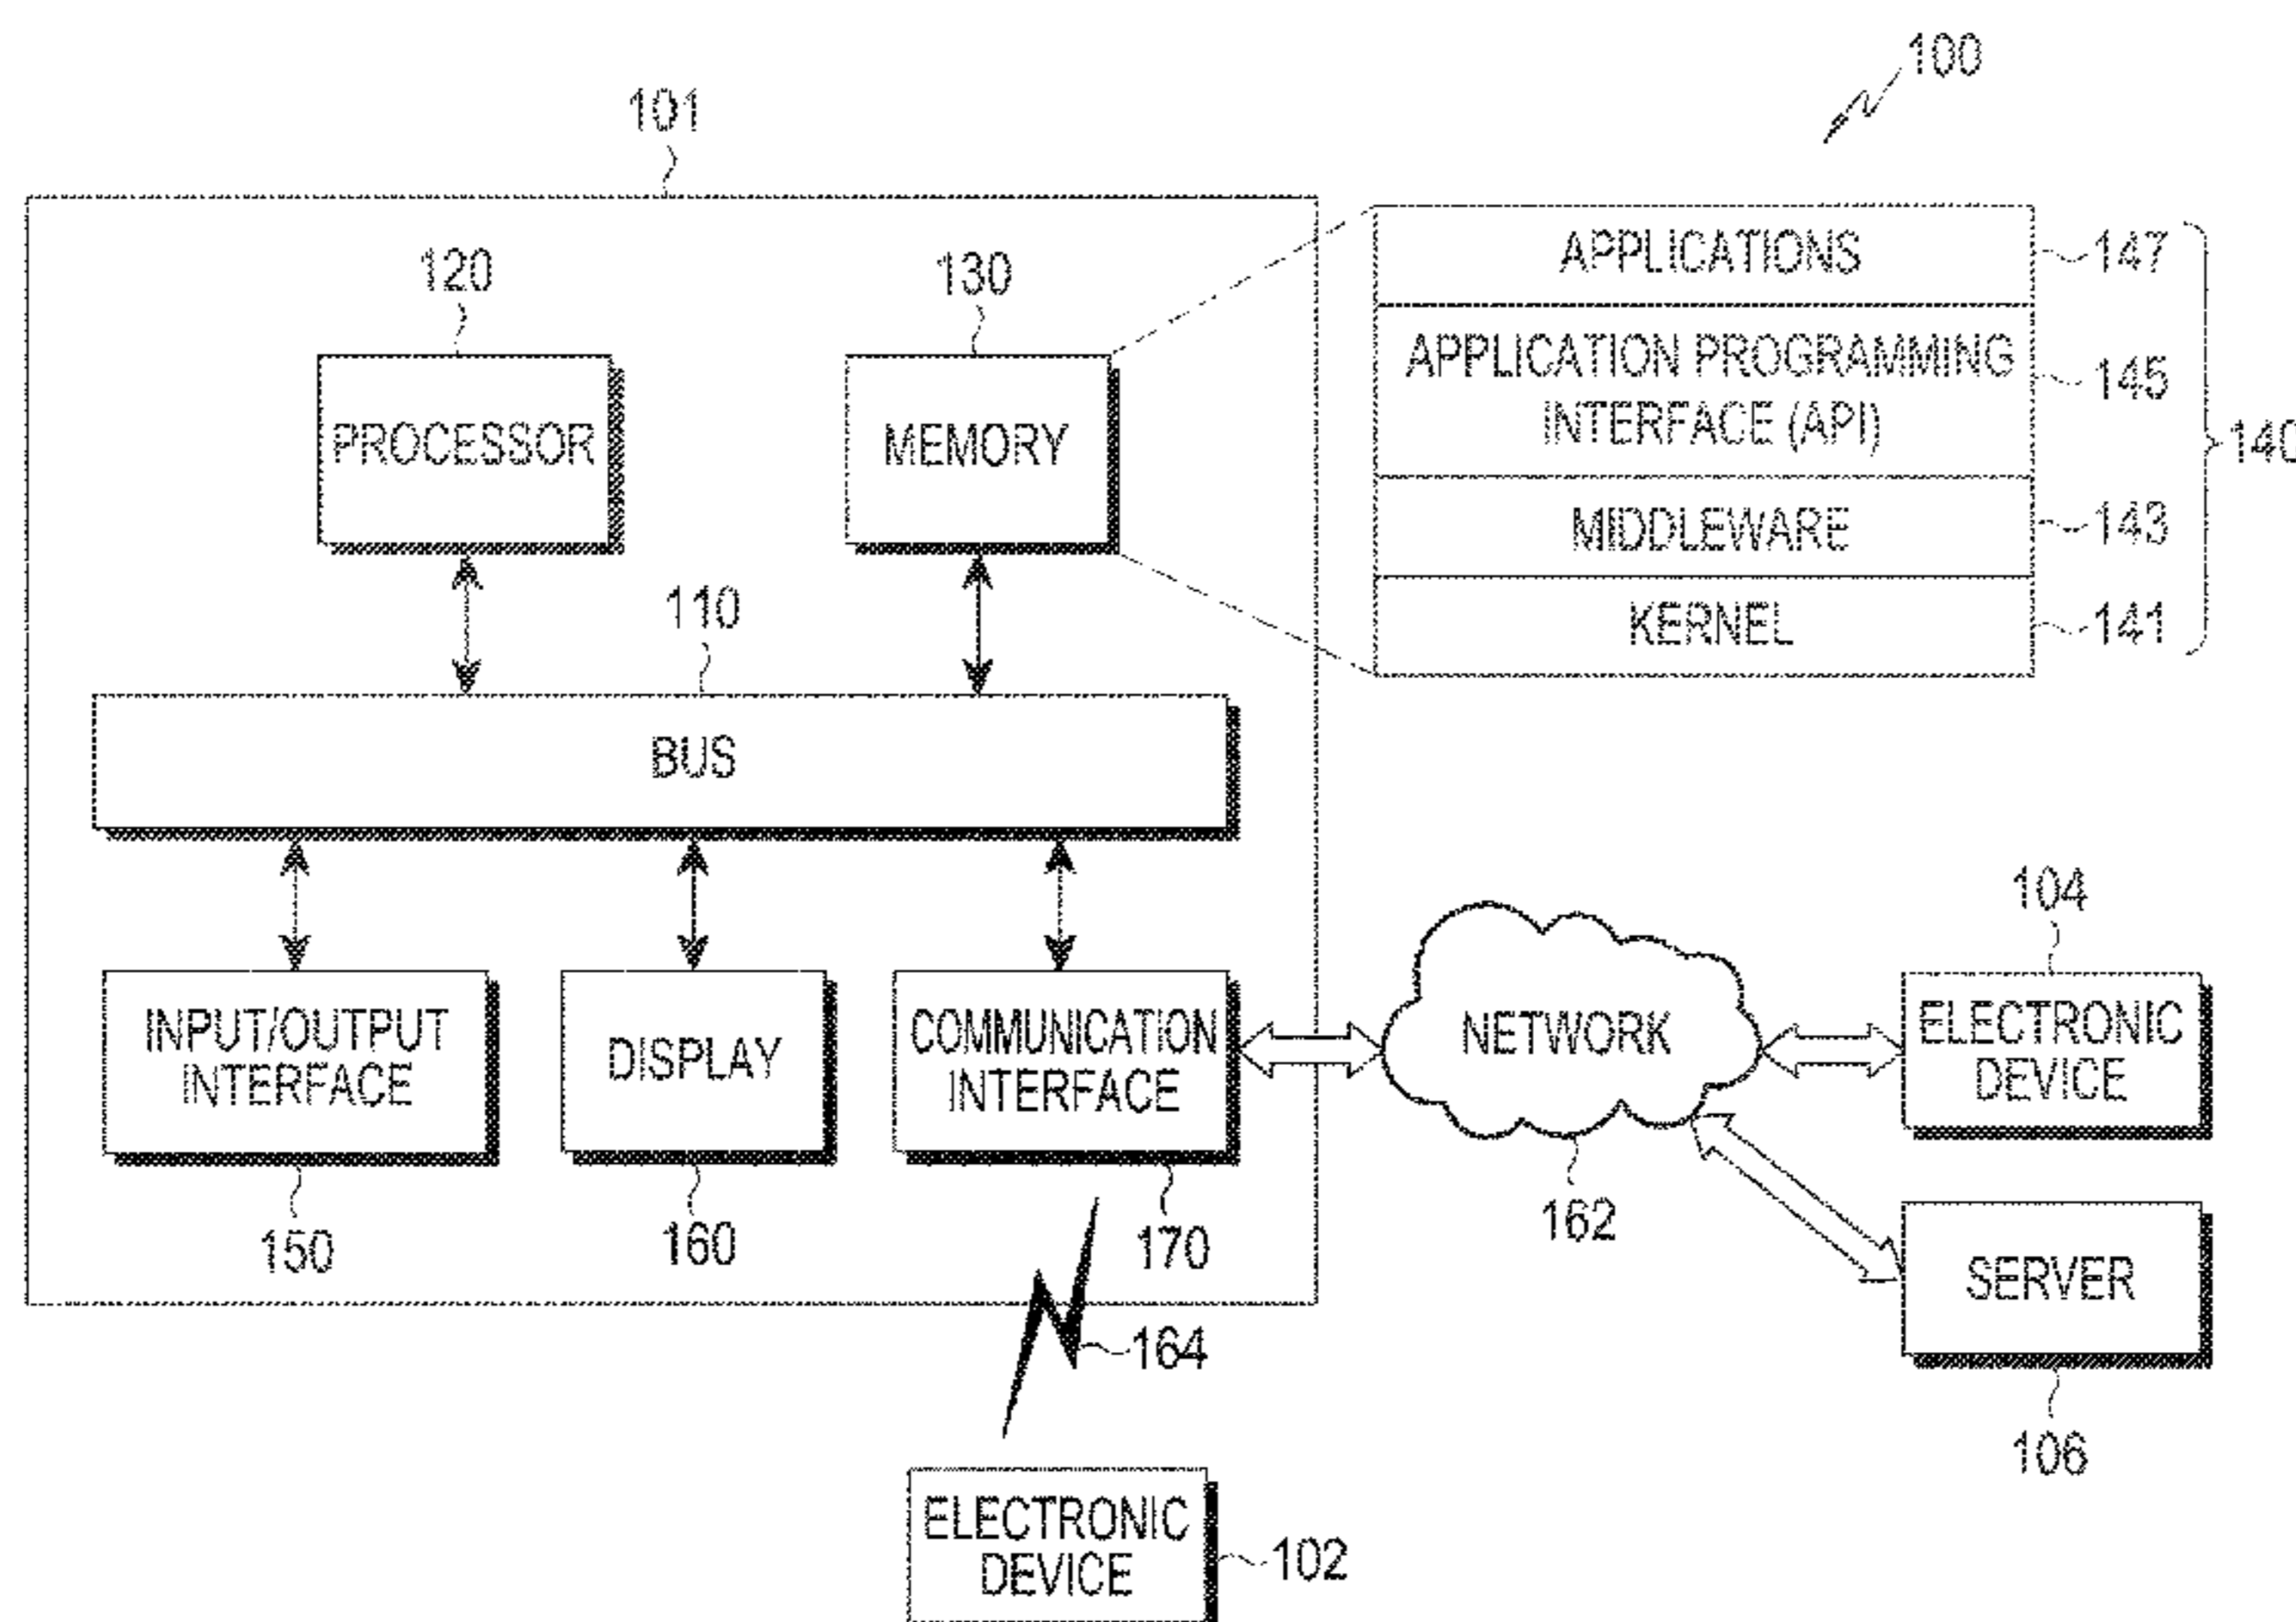 100
101
120
130
PROCESSOR
MEMORY
APPLICATIONS
147
APPLICATION PROGRAMMING
INTERFACE (API)
145
140
MIDDLEWARE
143
KERNEL
141
110
BUS
INPUT/OUTPUT
INTERFACE
DISPLAY
COMMUNICATION
INTERFACE
150
160
170
NETWORK
162
104
ELECTRONIC
DEVICE
SERVER
106
164
ELECTRONIC
DEVICE
102